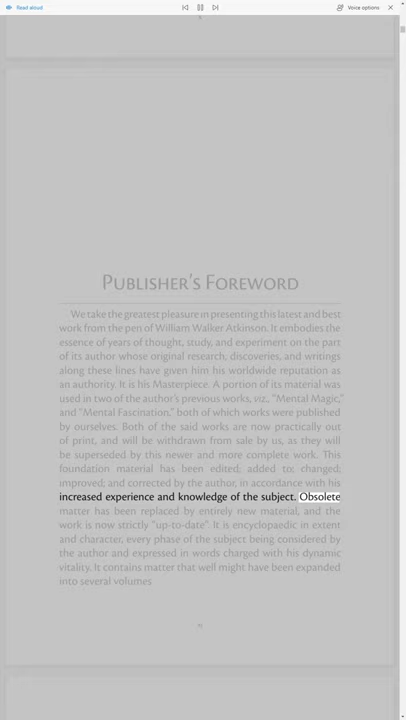 Read aloud
Voice options
PUBLISHER'S FOREWORD
We take the greatest pleasure in presenting this latest and best
work from the pen of William Walker Atkinson. It embodies the
essence of years of thought, study, and experiment on the part
of its author whose original research, discoveries, and writings
along these lines have given him his worldwide reputation as
an authority. It is his Masterpiece. A portion of its material was
used in two of the author's previous works, viz., "Mental Magic,"
and "Mental Fascination," both of which works were published
by ourselves. Both of the said works are now practically out
of print, and will be withdrawn from sale by us, as they will
be superseded by this newer and more complete work. This
foundation material has been edited; added to; changed;
improved; and corrected by the author, in accordance with his
increased experience and knowledge of the subject. Obsolete
matter has been replaced by entirely new material, and the
work is now strictly "up-to-date". It is encyclopaedic in extent
and character, every phase of the subject being considered by
the author and expressed in words charged with his dynamic
vitality. It contains matter that well might have been expanded
into several volumes